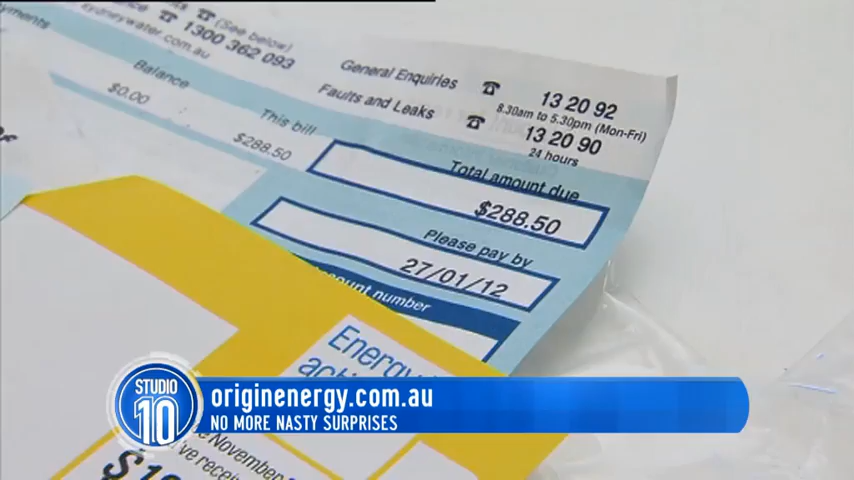 (See below)
1300 362 093
sydneywater.com.au
General Enquiries 13 20 92
8.30am to 5.30pm (Mon-Fri)
Faults and Leaks 13 20 90
24 hours
Balance
$0.00
This bill
$288.50
Total amount due
$288.50
Please pay by
27/01/12
number
Energy
November
receiv
STUDIO
10
originenergy.com.au
NO MORE NASTY SURPRISES